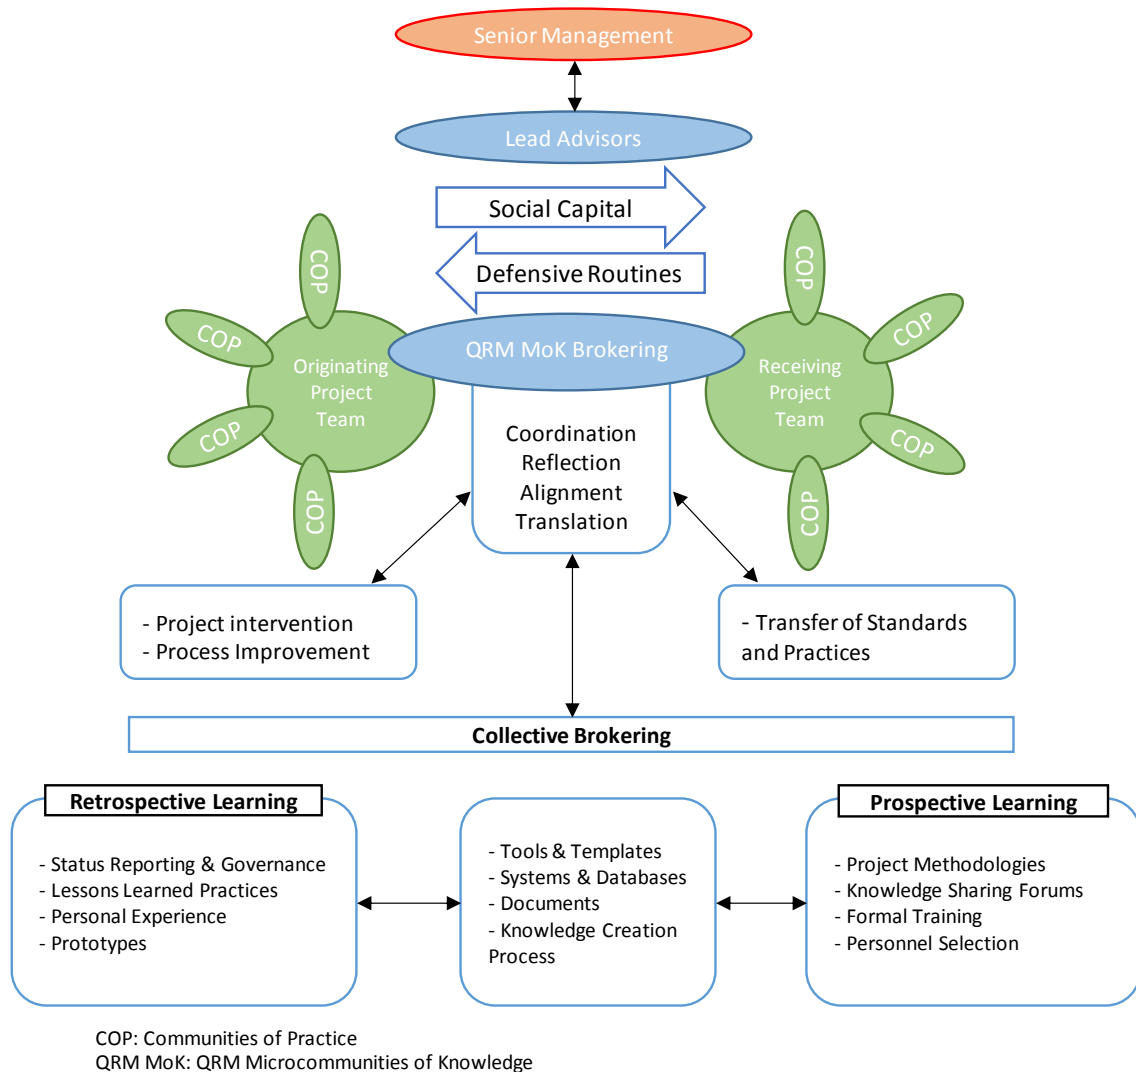 Senior Management
Lead Advisors
Social Capital
Defensive Routines
COP
COP
COP
COP
Originating
Project
Team
QRM MoK Brokering
COP
COP
COP
COP
Receiving
Project
Team
Coordination
Reflection
Alignment
Translation
- Project intervention
- Process Improvement
- Transfer of Standards
and Practices
Collective Brokering
Retrospective Learning
- Status Reporting & Governance
- Lessons Learned Practices
- Personal Experience
- Prototypes
- Tools & Templates
- Systems & Databases
- Documents
- Knowledge Creation
Process
Prospective Learning
- Project Methodologies
- Knowledge Sharing Forums
- Formal Training
- Personnel Selection
COP: Communities of Practice
QRM MoK: QRM Microcommunities of Knowledge